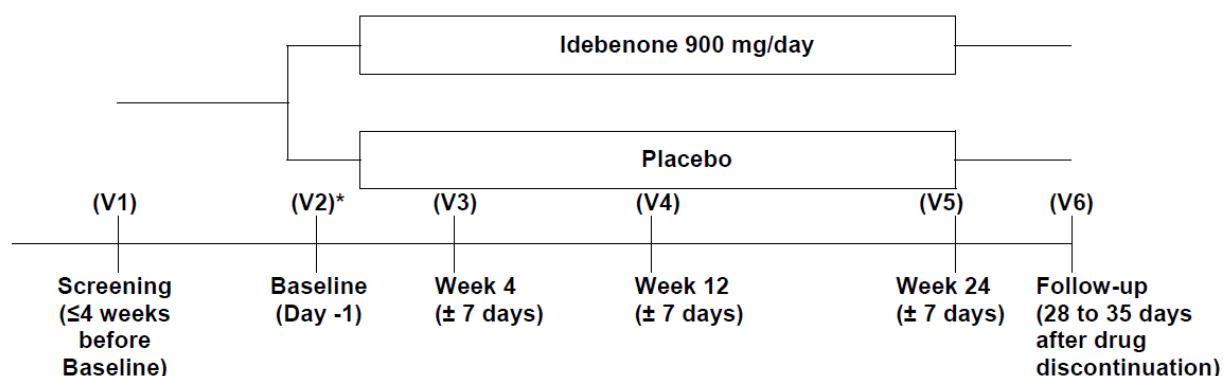 Idebenone 900 mg/day
Placebo
(V1) (V2)* (V3) (V4) (V5) (V6)
Screening Baseline Week 4 Week 12 Week 24 Follow-up
(≤4 weeks (Day -1) (± 7 days) (± 7 days) (± 7 days) (28 to 35 days
before after drug
Baseline) discontinuation)